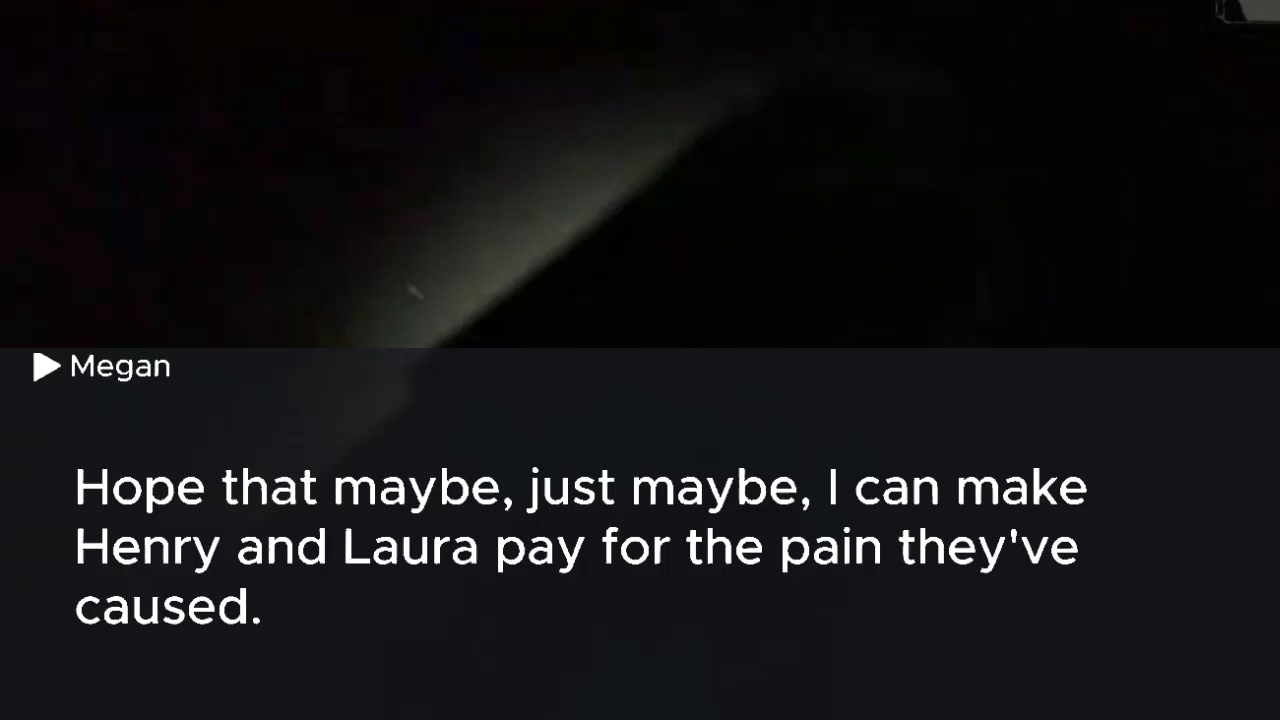 Megan
Hope that maybe, just maybe, I can make
Henry and Laura pay for the pain they've
caused.